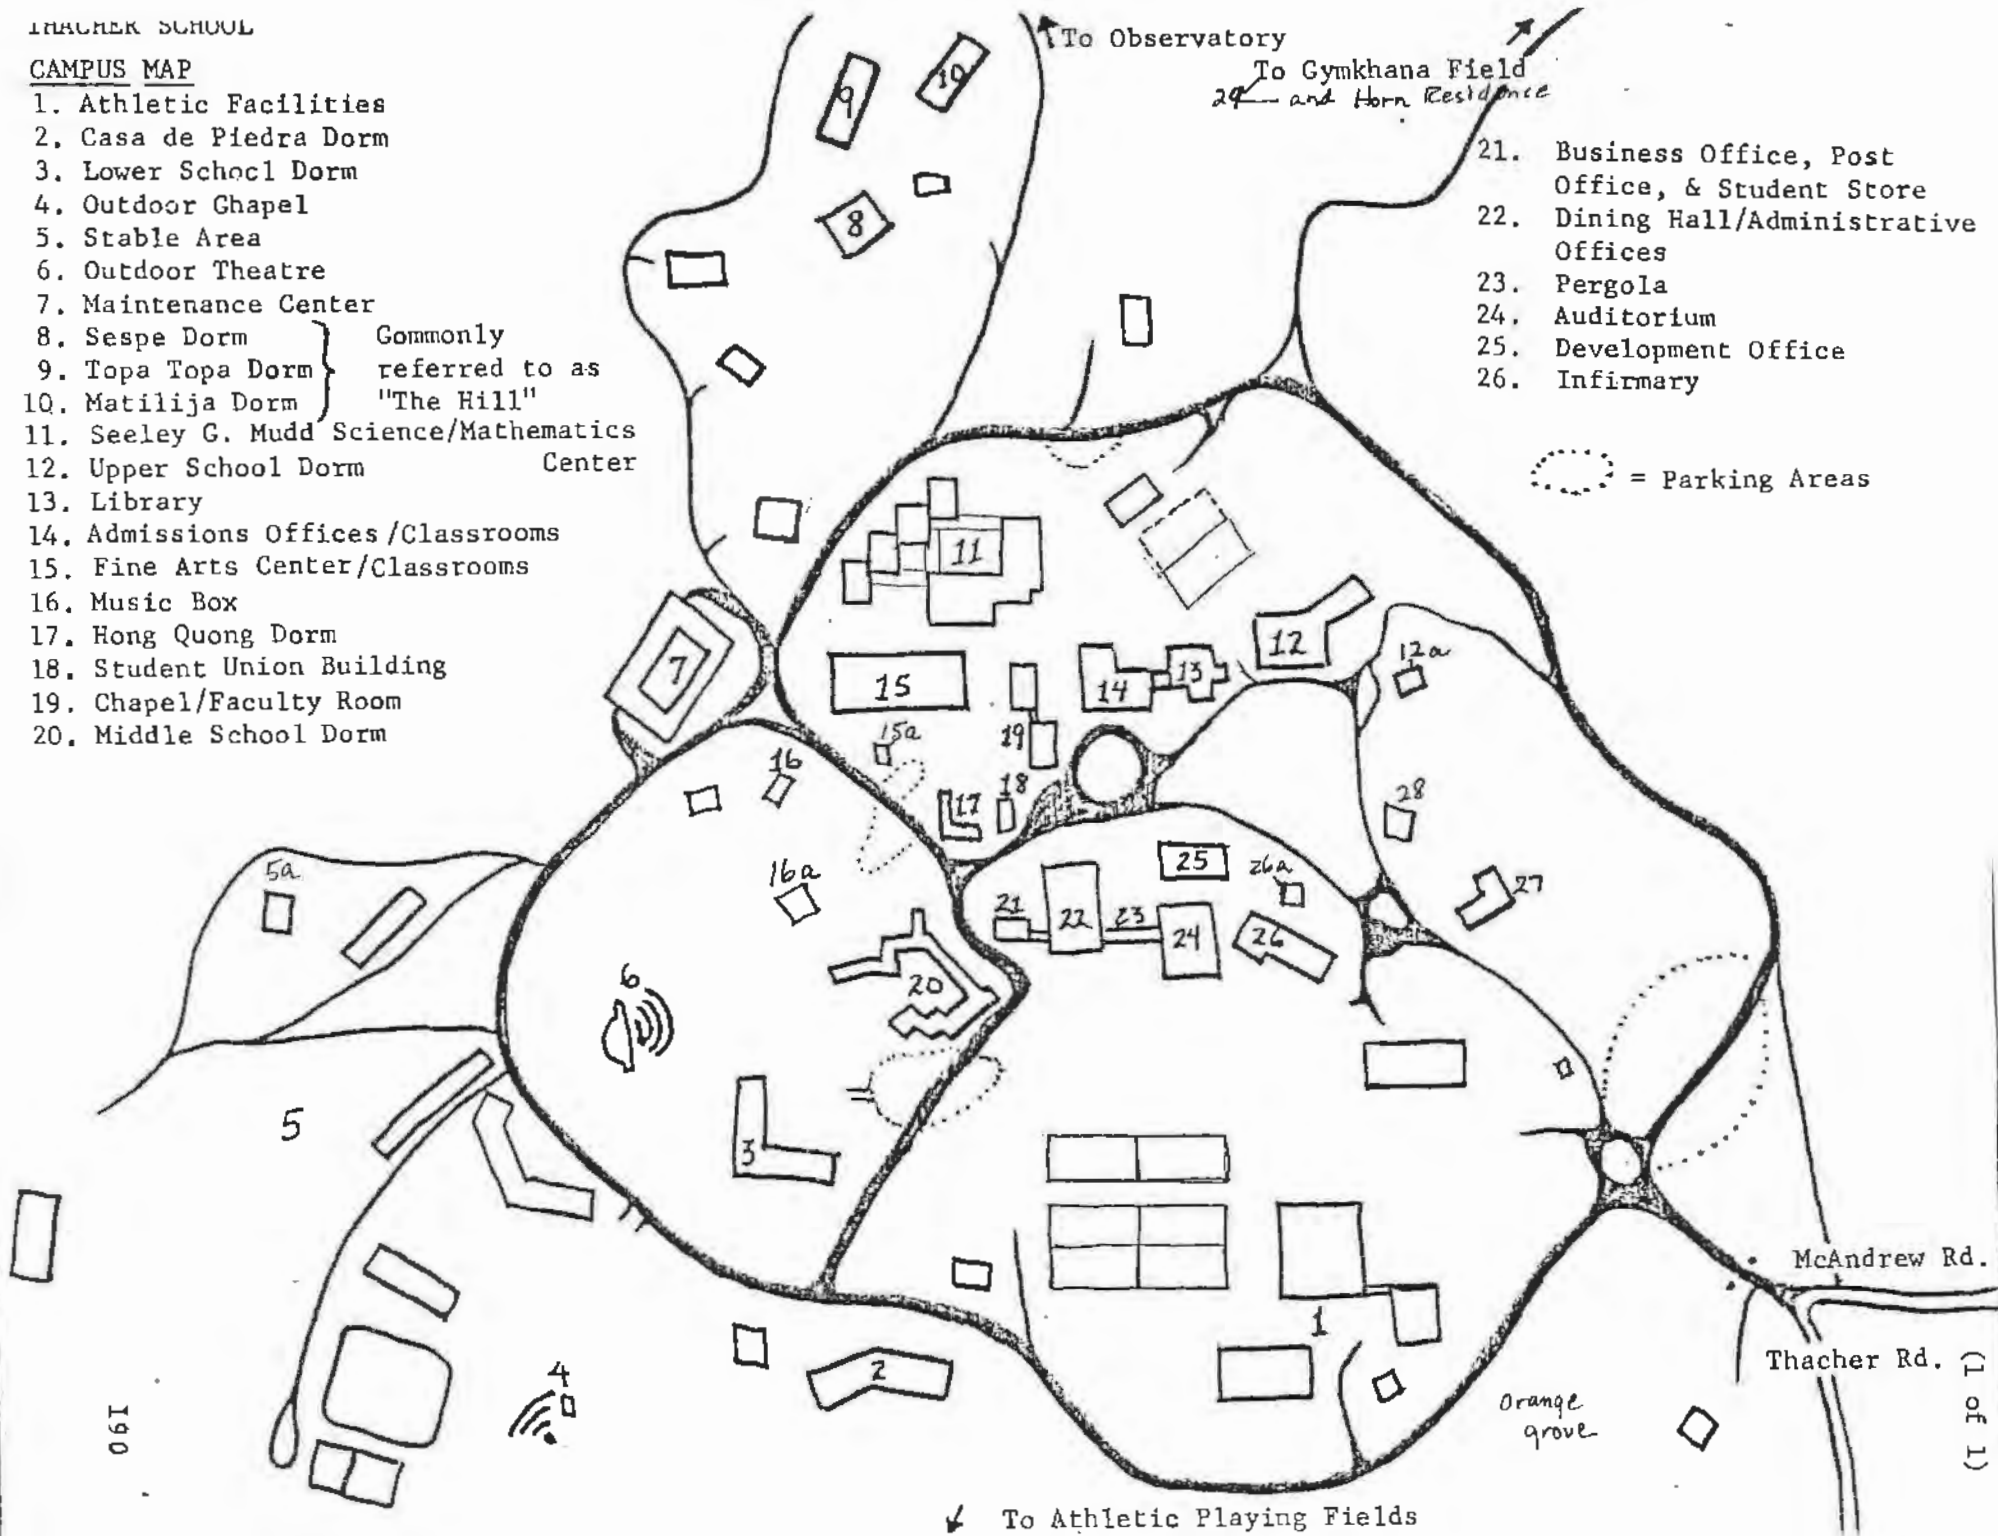 THACHER SCHOOL
CAMPUS MAP
1. Athletic Facilities
2. Casa de Piedra Dorm
3. Lower School Dorm
4. Outdoor Ghapel
5. Stable Area
6. Outdoor Theatre
7. Maintenance Center
8. Sespe Dorm
9. Topa Topa Dorm
10. Matilija Dorm
Gommonly
referred to as
"The Hill"
11. Seeley G. Mudd Science/Mathematics
Center
12. Upper School Dorm
13. Library
14. Admissions Offices/Classrooms
15. Fine Arts Center/Classrooms
16. Music Box
17. Hong Quong Dorm
18. Student Union Building
19. Chapel/Faculty Room
20. Middle School Dorm
To Observatory
To Gymkhana Field
29 and Horn Residence
21. Business Office, Post
Office, & Student Store
22. Dining Hall/Administrative
Offices
23. Pergola
24. Auditorium
25. Development Office
26. Infirmary
= Parking Areas
9
10
8
11
12
12a
7
15
14
13
15a
19
16
17
18
28
5a
16a
25
26a
27
21
22
23
24
26
20
6
5
3
1
2
4
McAndrew Rd.
Thacher Rd.
Orange
grove
To Athletic Playing Fields
190
(1 of 1)